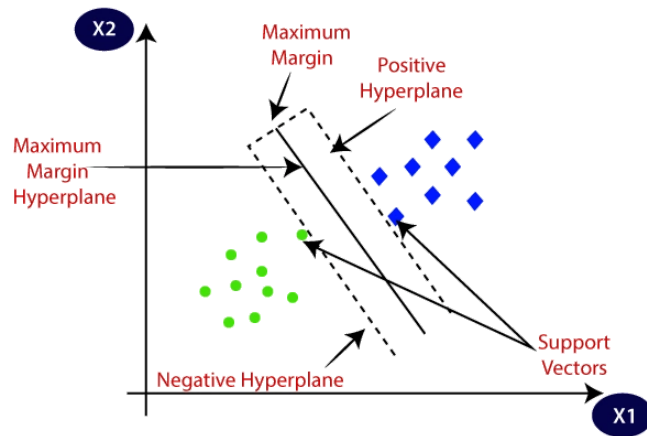 X2
Maximum
Margin
Positive
Hyperplane
Maximum
Margin
Hyperplane
Support
Vectors
Negative Hyperplane
X1